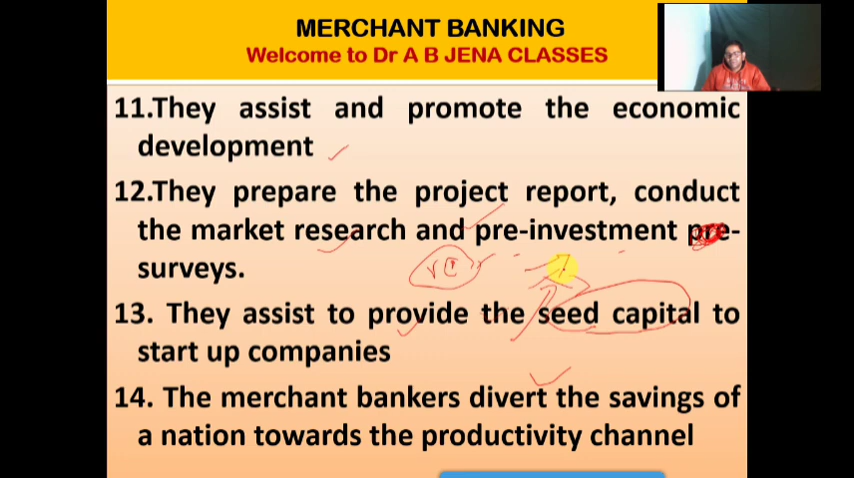 MERCHANT BANKING
Welcome to Dr A B JENA CLASSES
11.They assist and promote the economic
development
12.They prepare the project report, conduct
the market research and pre-investment pre-
surveys.
13. They assist to provide the seed capital to
start up companies
14. The merchant bankers divert the savings of
a nation towards the productivity channel